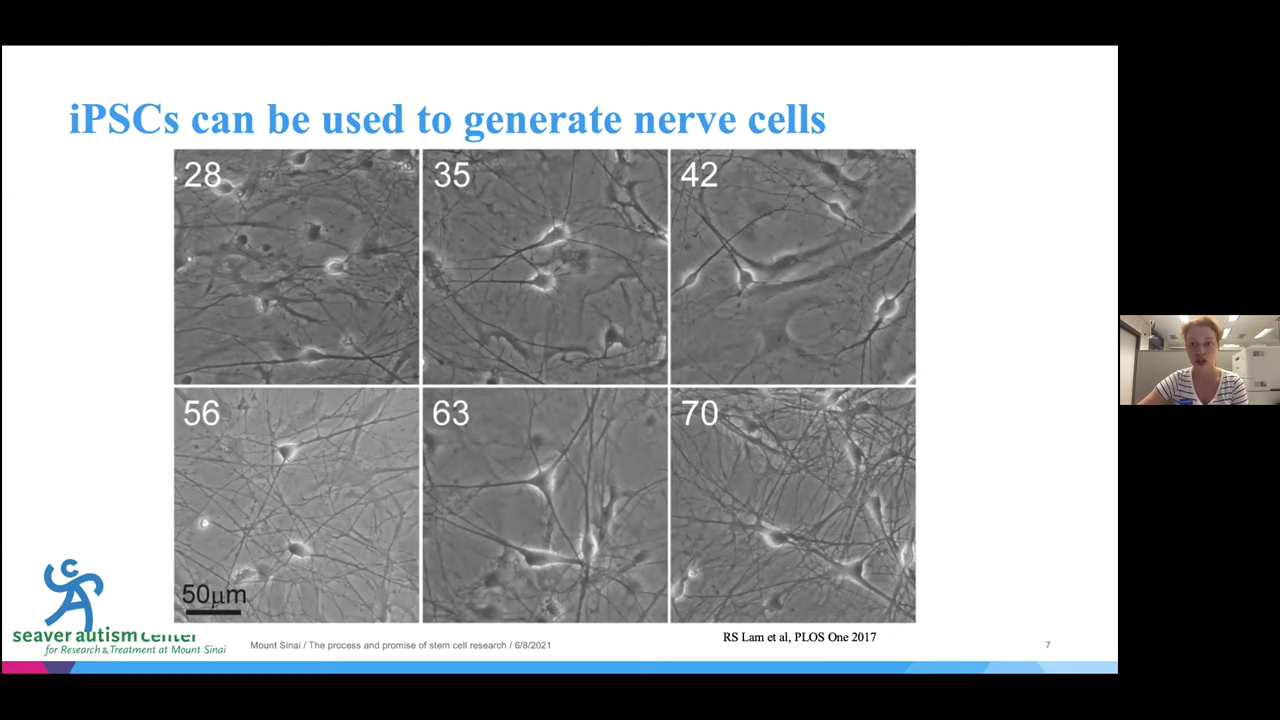 iPSCs can be used to generate nerve cells
28
35
42
56
63
70
50μm
RS Lam et al, PLOS One 2017
seaver autism center
for Research & Treatment at Mount Sinai
Mount Sinai / The process and promise of stem cell research / 6/8/2021
7